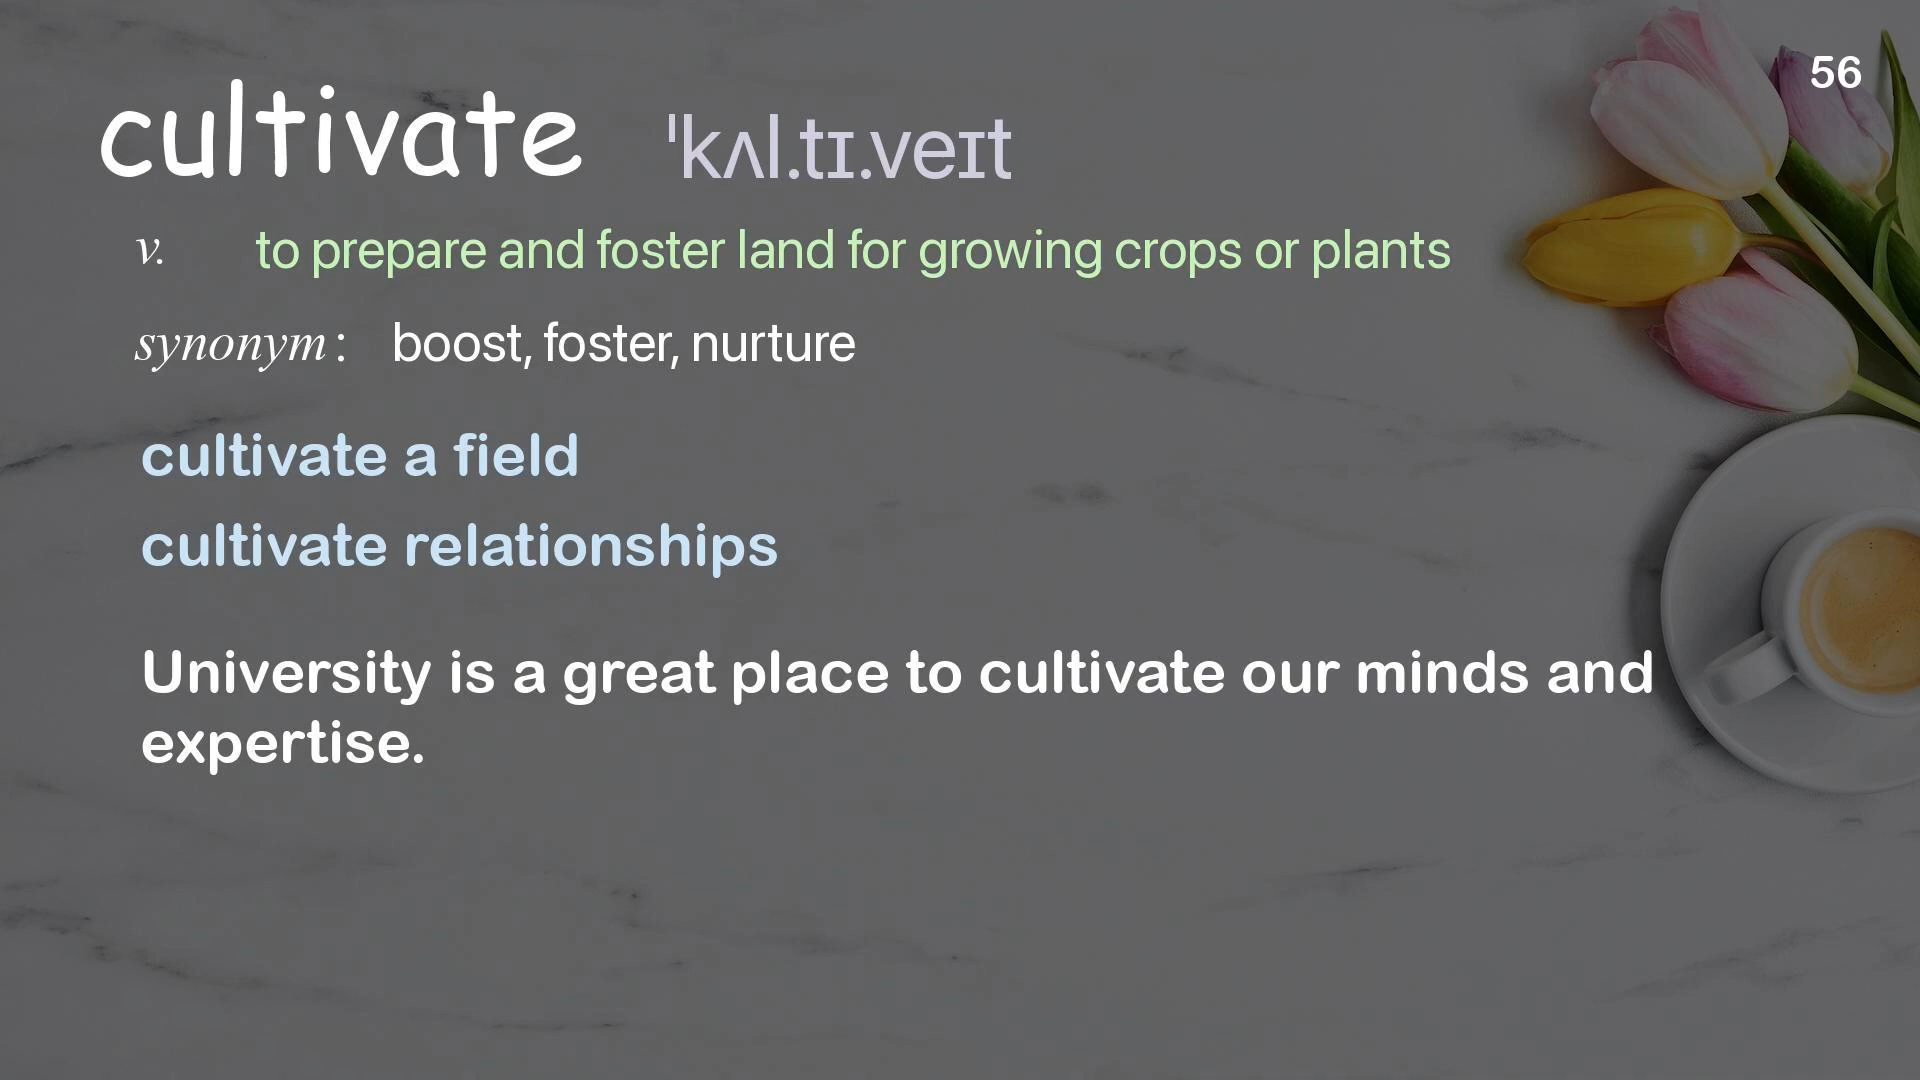 56
cultivate ˈkʌl.tɪ.veɪt
v. to prepare and foster land for growing crops or plants
synonym : boost, foster, nurture
cultivate a field
cultivate relationships
University is a great place to cultivate our minds and
expertise.